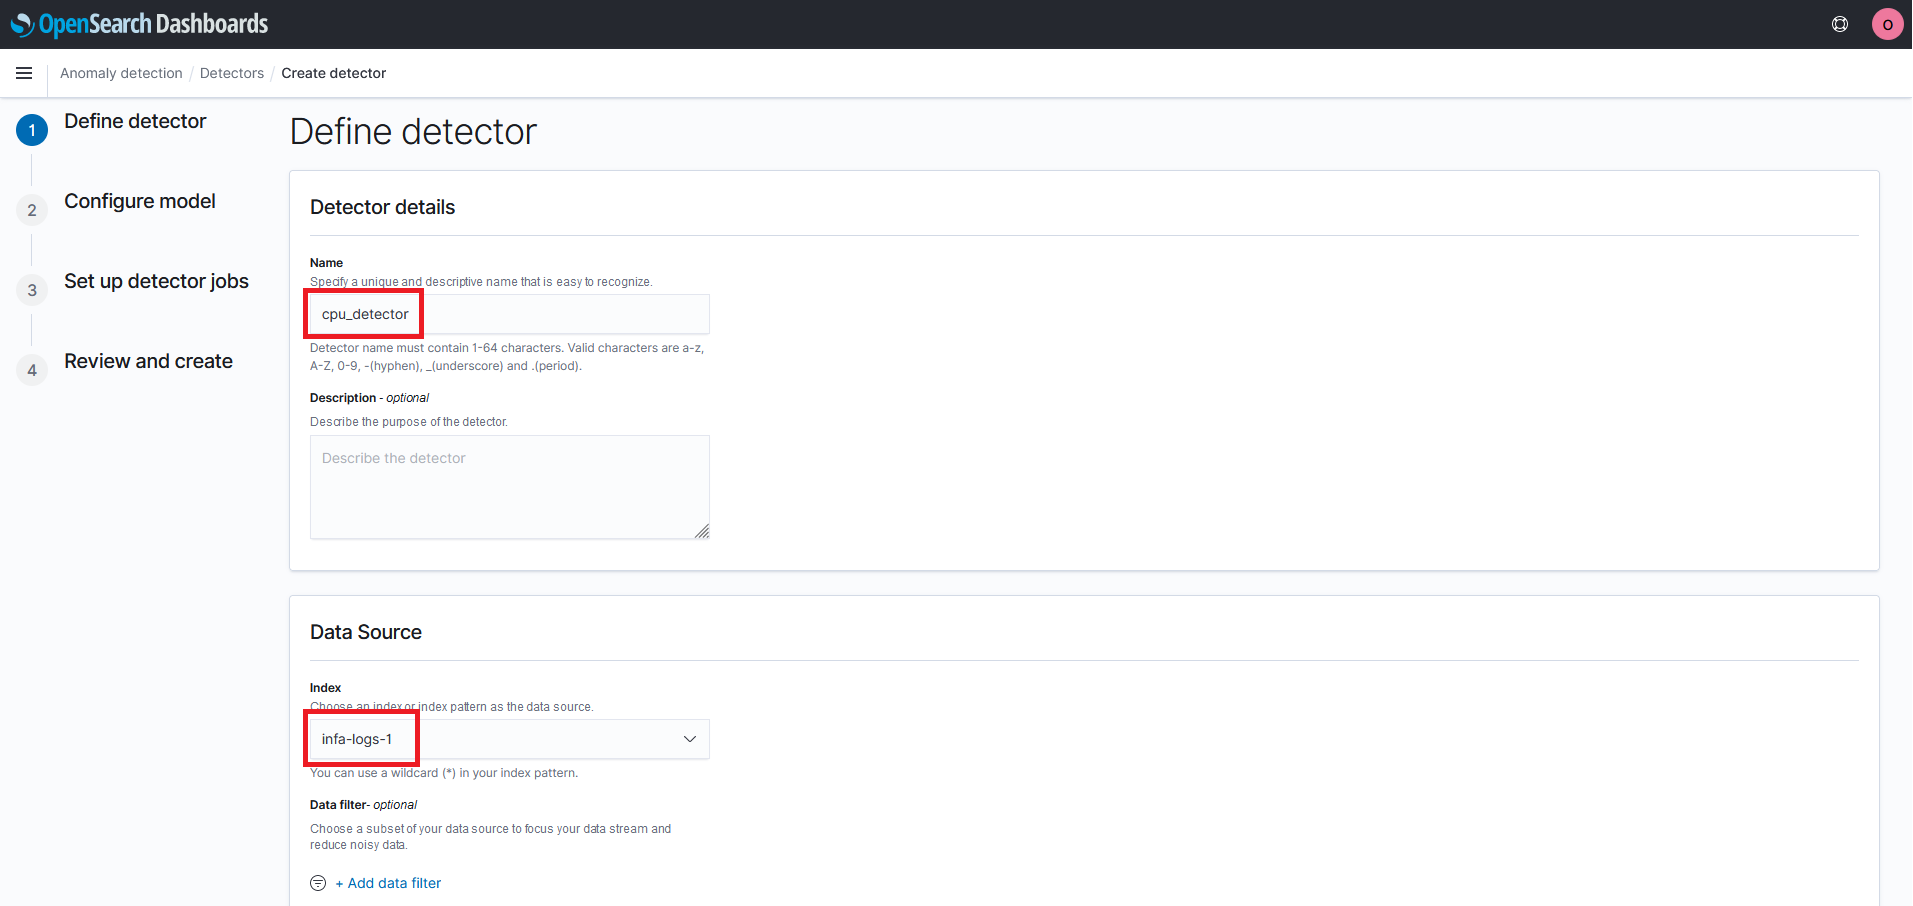 OpenSearch Dashboards
O
Anomaly detection / Detectors / Create detector
1 Define detector
2 Configure model
3 Set up detector jobs
4 Review and create
Define detector
Detector details
Name
Specify a unique and descriptive name that is easy to recognize.
cpu_detector
Detector name must contain 1-64 characters. Valid characters are a-z,
A-Z, 0-9, -(hyphen), _(underscore) and .(period).
Description - optional
Describe the purpose of the detector.
Describe the detector
Data Source
Index
Choose an index or index pattern as the data source.
infa-logs-1
You can use a wildcard (*) in your index pattern.
Data filter- optional
Choose a subset of your data source to focus your data stream and
reduce noisy data.
+ Add data filter